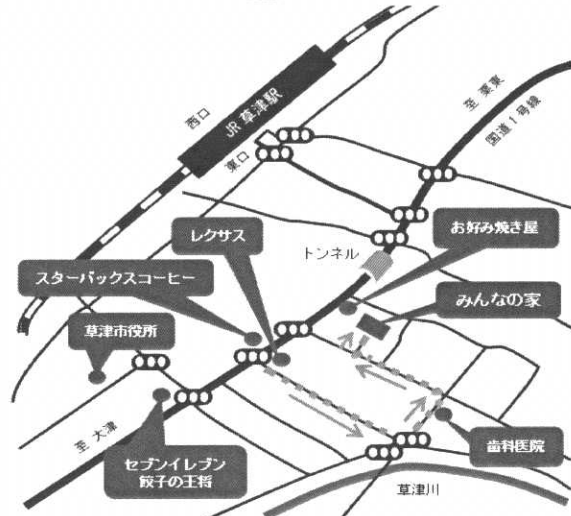 西口
JR 草津駅
東口
至 栗東
国道1号線
レクサス
トンネル
お好み焼き屋
スターバックスコーヒー
みんなの家
草津市役所
至 大津
セブンイレブン
餃子の王将
歯科医院
草津川